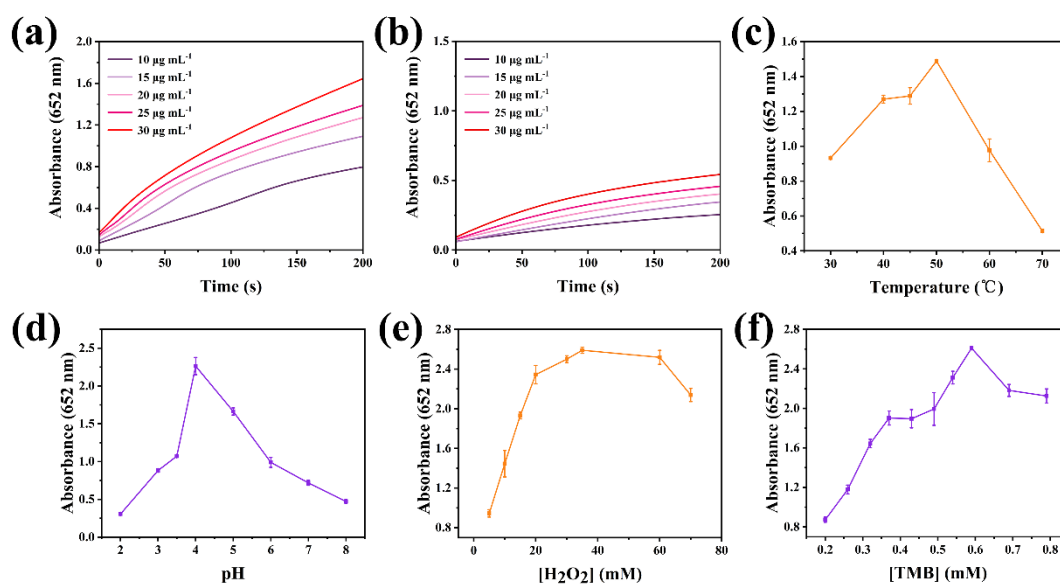 (a)
Absorbance (652 nm)
2.0
1.6
1.2
0.8
0.4
0.0
10 µg mL⁻¹
15 µg mL⁻¹
20 µg mL⁻¹
25 µg mL⁻¹
30 µg mL⁻¹
0 50 100 150 200
Time (s)
(b)
Absorbance (652 nm)
1.5
1.0
0.5
0.0
10 µg mL⁻¹
15 µg mL⁻¹
20 µg mL⁻¹
25 µg mL⁻¹
30 µg mL⁻¹
0 50 100 150 200
Time (s)
(c)
Absorbance (652 nm)
1.6
1.4
1.2
1.0
0.8
0.6
0.4
30 40 50 60 70
Temperature (℃)
(d)
Absorbance (652 nm)
2.5
2.0
1.5
1.0
0.5
0.0
2 3 4 5 6 7 8
pH
(e)
Absorbance (652 nm)
2.8
2.4
2.0
1.6
1.2
0.8
0 20 40 60 80
[H₂O₂] (mM)
(f)
Absorbance (652 nm)
2.8
2.4
2.0
1.6
1.2
0.8
0.2 0.3 0.4 0.5 0.6 0.7 0.8
[TMB] (mM)